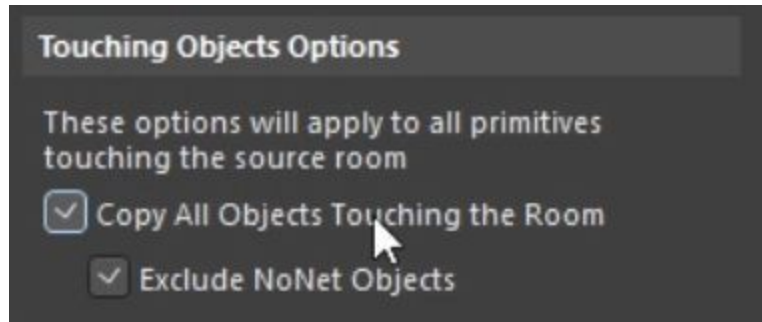 Touching Objects Options
These options will apply to all primitives
touching the source room
Copy All Objects Touching the Room
Exclude NoNet Objects